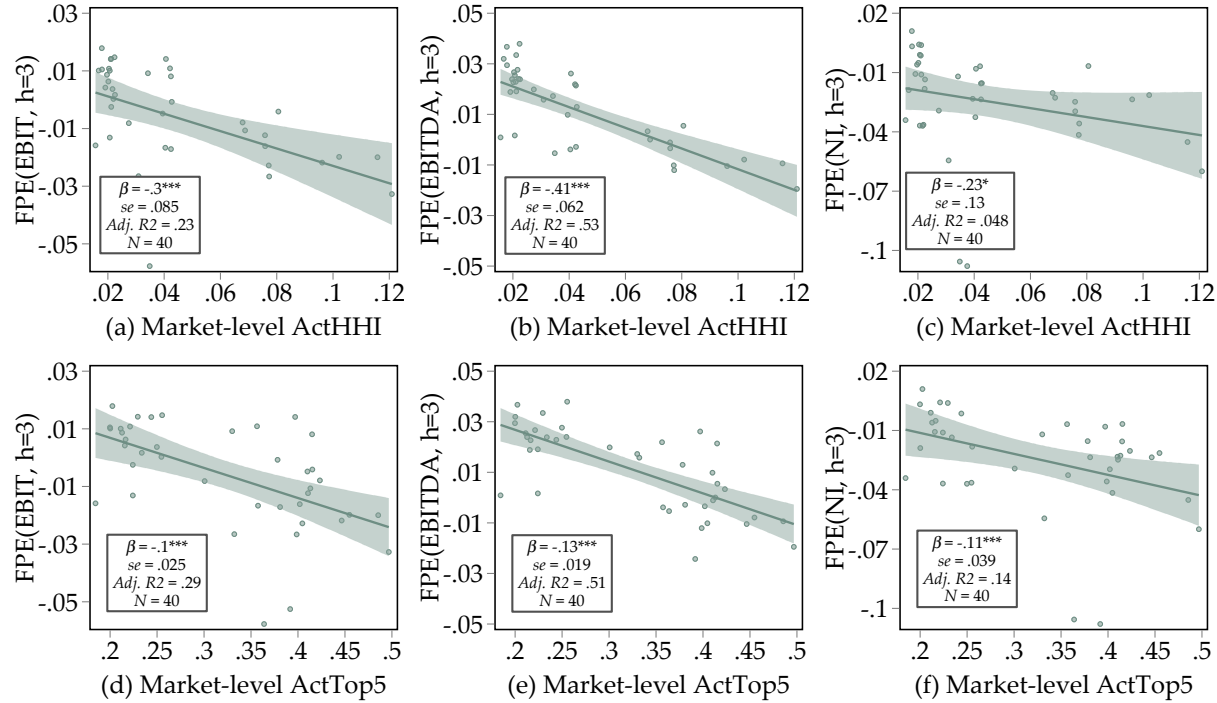 FPE(EBIT, h=3)
.03
.01
-.01
-.03
-.05
β = -.3***
se = .085
Adj. R2 = .23
N = 40
.02 .04 .06 .08 .1 .12
(a) Market-level ActHHI
FPE(EBITDA, h=3)
.05
.03
.01
-.01
-.03
-.05
β = -.41***
se = .062
Adj. R2 = .53
N = 40
.02 .04 .06 .08 .1 .12
(b) Market-level ActHHI
FPE(NI, h=3)
.02
-.01
-.04
-.07
-.1
β = -.23*
se = .13
Adj. R2 = .048
N = 40
.02 .04 .06 .08 .1 .12
(c) Market-level ActHHI
FPE(EBIT, h=3)
.03
.01
-.01
-.03
-.05
β = -.1***
se = .025
Adj. R2 = .29
N = 40
.2 .25 .3 .35 .4 .45 .5
(d) Market-level ActTop5
FPE(EBITDA, h=3)
.05
.03
.01
-.01
-.03
-.05
β = -.13***
se = .019
Adj. R2 = .51
N = 40
.2 .25 .3 .35 .4 .45 .5
(e) Market-level ActTop5
FPE(NI, h=3)
.02
-.01
-.04
-.07
-.1
β = -.11***
se = .039
Adj. R2 = .14
N = 40
.2 .25 .3 .35 .4 .45 .5
(f) Market-level ActTop5